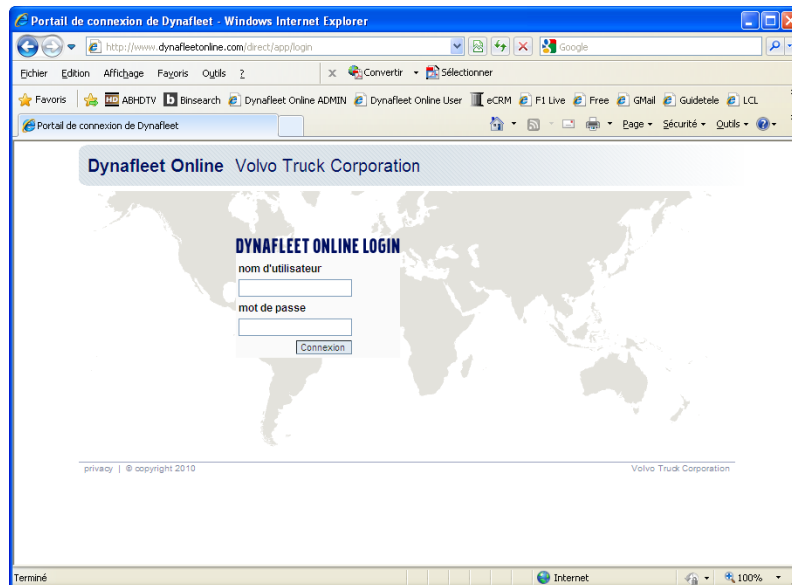 Portail de connexion de Dynafleet - Windows Internet Explorer
http://www.dynafleetonline.com/direct/app/login
Google
Fichier Edition Affichage Favoris Outils ?
x Convertir Sélectionner
Favoris ABHDTV Binsearch Dynafleet Online ADMIN Dynafleet Online User eCRM F1 Live Free GMail Guidetele LCL
Portail de connexion de Dynafleet
Page Sécurité Outils
Dynafleet Online Volvo Truck Corporation
DYNAFLEET ONLINE LOGIN
nom d'utilisateur
mot de passe
Connexion
privacy | © copyright 2010
Volvo Truck Corporation
Terminé
Internet
100%